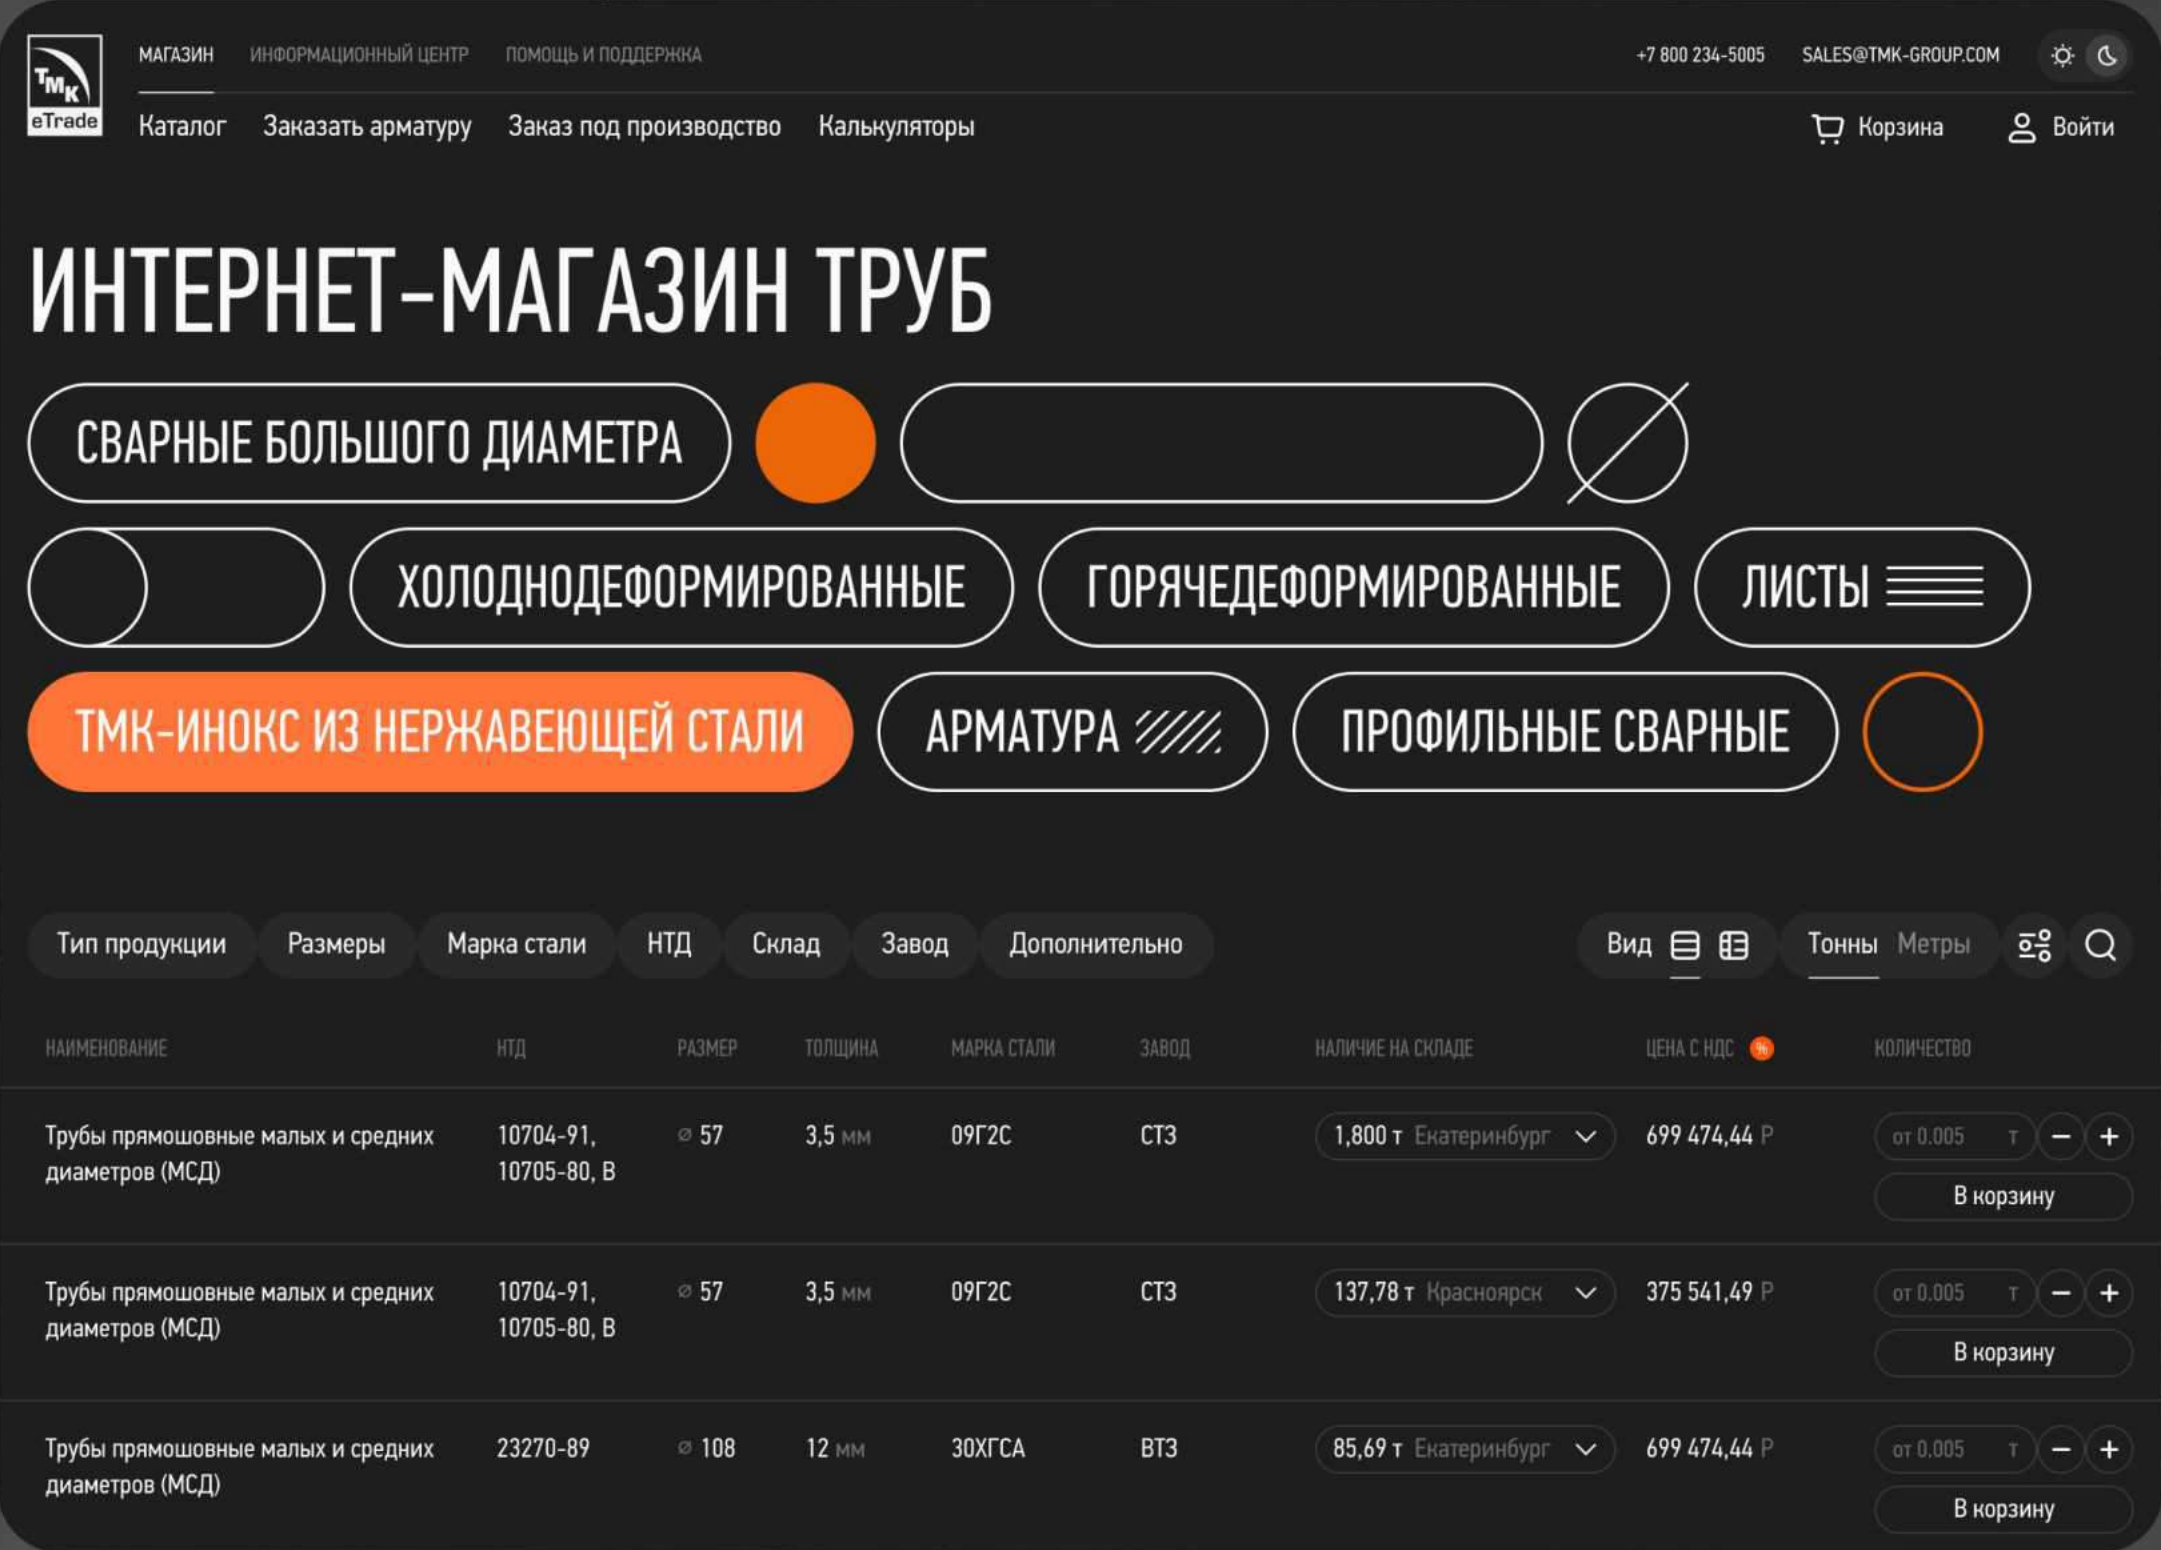 ТМК
eTrade
МАГАЗИН ИНФОРМАЦИОННЫЙ ЦЕНТР ПОМОЩЬ И ПОДДЕРЖКА +7 800 234-5005 SALES@TMK-GROUP.COM
Каталог Заказать арматуру Заказ под производство Калькуляторы Корзина Войти
ИНТЕРНЕТ-МАГАЗИН ТРУБ
СВАРНЫЕ БОЛЬШОГО ДИАМЕТРА
ХОЛОДНОДЕФОРМИРОВАННЫЕ ГОРЯЧЕДЕФОРМИРОВАННЫЕ ЛИСТЫ
ТМК-ИНОКС ИЗ НЕРЖАВЕЮЩЕЙ СТАЛИ АРМАТУРА ПРОФИЛЬНЫЕ СВАРНЫЕ
Тип продукции Размеры Марка стали НТД Склад Завод Дополнительно Вид Тонны Метры
НАИМЕНОВАНИЕ НТД РАЗМЕР ТОЛЩИНА МАРКА СТАЛИ ЗАВОД НАЛИЧИЕ НА СКЛАДЕ ЦЕНА С НДС % КОЛИЧЕСТВО
Трубы прямошовные малых и средних 10704-91, ⌀ 57 3,5 мм 09Г2С СТЗ 1,800 т Екатеринбург 699 474,44 Р от 0.005 т − +
диаметров (МСД) 10705-80, В
В корзину
Трубы прямошовные малых и средних 10704-91, ⌀ 57 3,5 мм 09Г2С СТЗ 137,78 т Красноярск 375 541,49 Р от 0.005 т − +
диаметров (МСД) 10705-80, В
В корзину
Трубы прямошовные малых и средних 23270-89 ⌀ 108 12 мм 30ХГСА ВТЗ 85,69 т Екатеринбург 699 474,44 Р от 0.005 т − +
диаметров (МСД)
В корзину